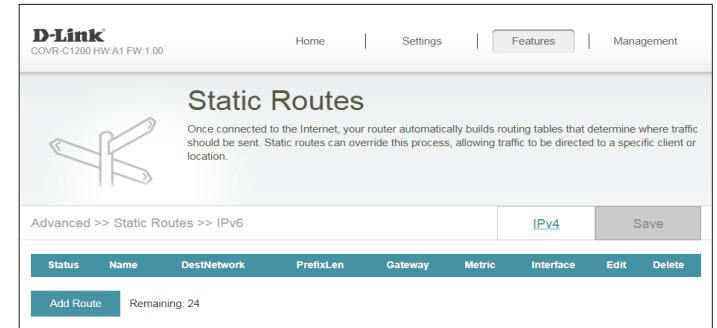 D-Link
COVR-C1200 HW:A1 FW:1.00
Home Settings Features Management
Static Routes
Once connected to the Internet, your router automatically builds routing tables that determine where traffic
should be sent. Static routes can override this process, allowing traffic to be directed to a specific client or
location.
Advanced >> Static Routes >> IPv6 IPv4 Save
Status Name DestNetwork PrefixLen Gateway Metric Interface Edit Delete
Add Route Remaining: 24